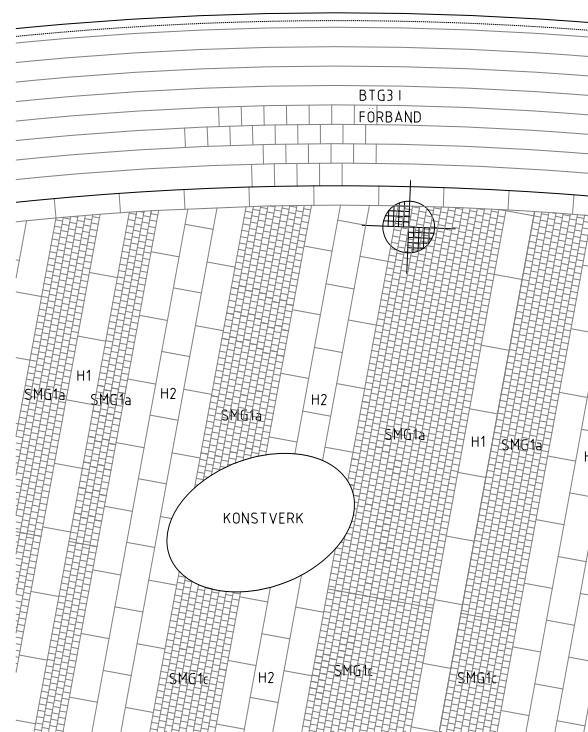 BTG3 I
FÖRBAND
H1
SMG1a
SMG1a
H2
H2
SMG1a
SMG1a
H1
SMG1a
KONSTVERK
SMG1c
H2
SMG1c
SMG1c